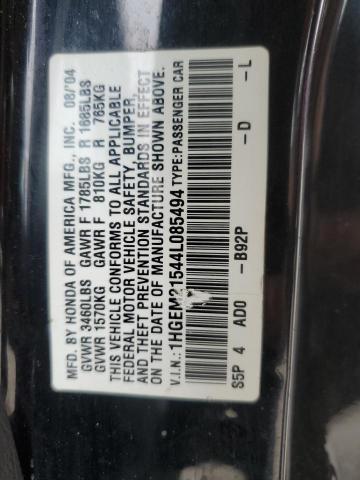 MFD. BY HONDA OF AMERICA MFG., INC. 08/'04
GVWR 3460LBS GAWR F 1785LBS R 1685LBS
GVWR 1570KG GAWR F 810KG R 765KG
THIS VEHICLE CONFORMS TO ALL APPLICABLE
FEDERAL MOTOR VEHICLE SAFETY, BUMPER,
AND THEFT PREVENTION STANDARDS IN EFFECT
ON THE DATE OF MANUFACTURE SHOWN ABOVE.
V.I.N.: TYPE:PASSENGER CAR
S5P 4 AD0 -B92P -D -L